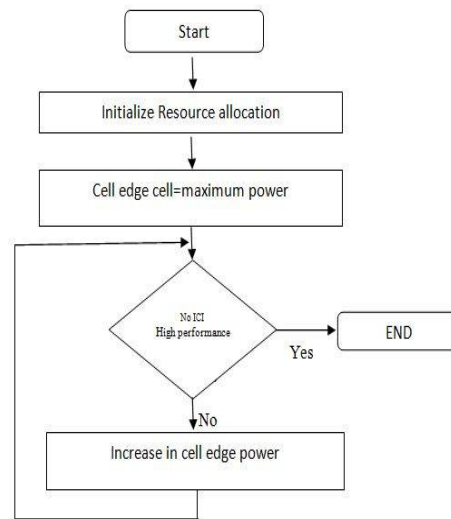 Start
Initialize Resource allocation
Cell edge cell=maximum power
No ICI
High performance
Yes
END
No
Increase in cell edge power